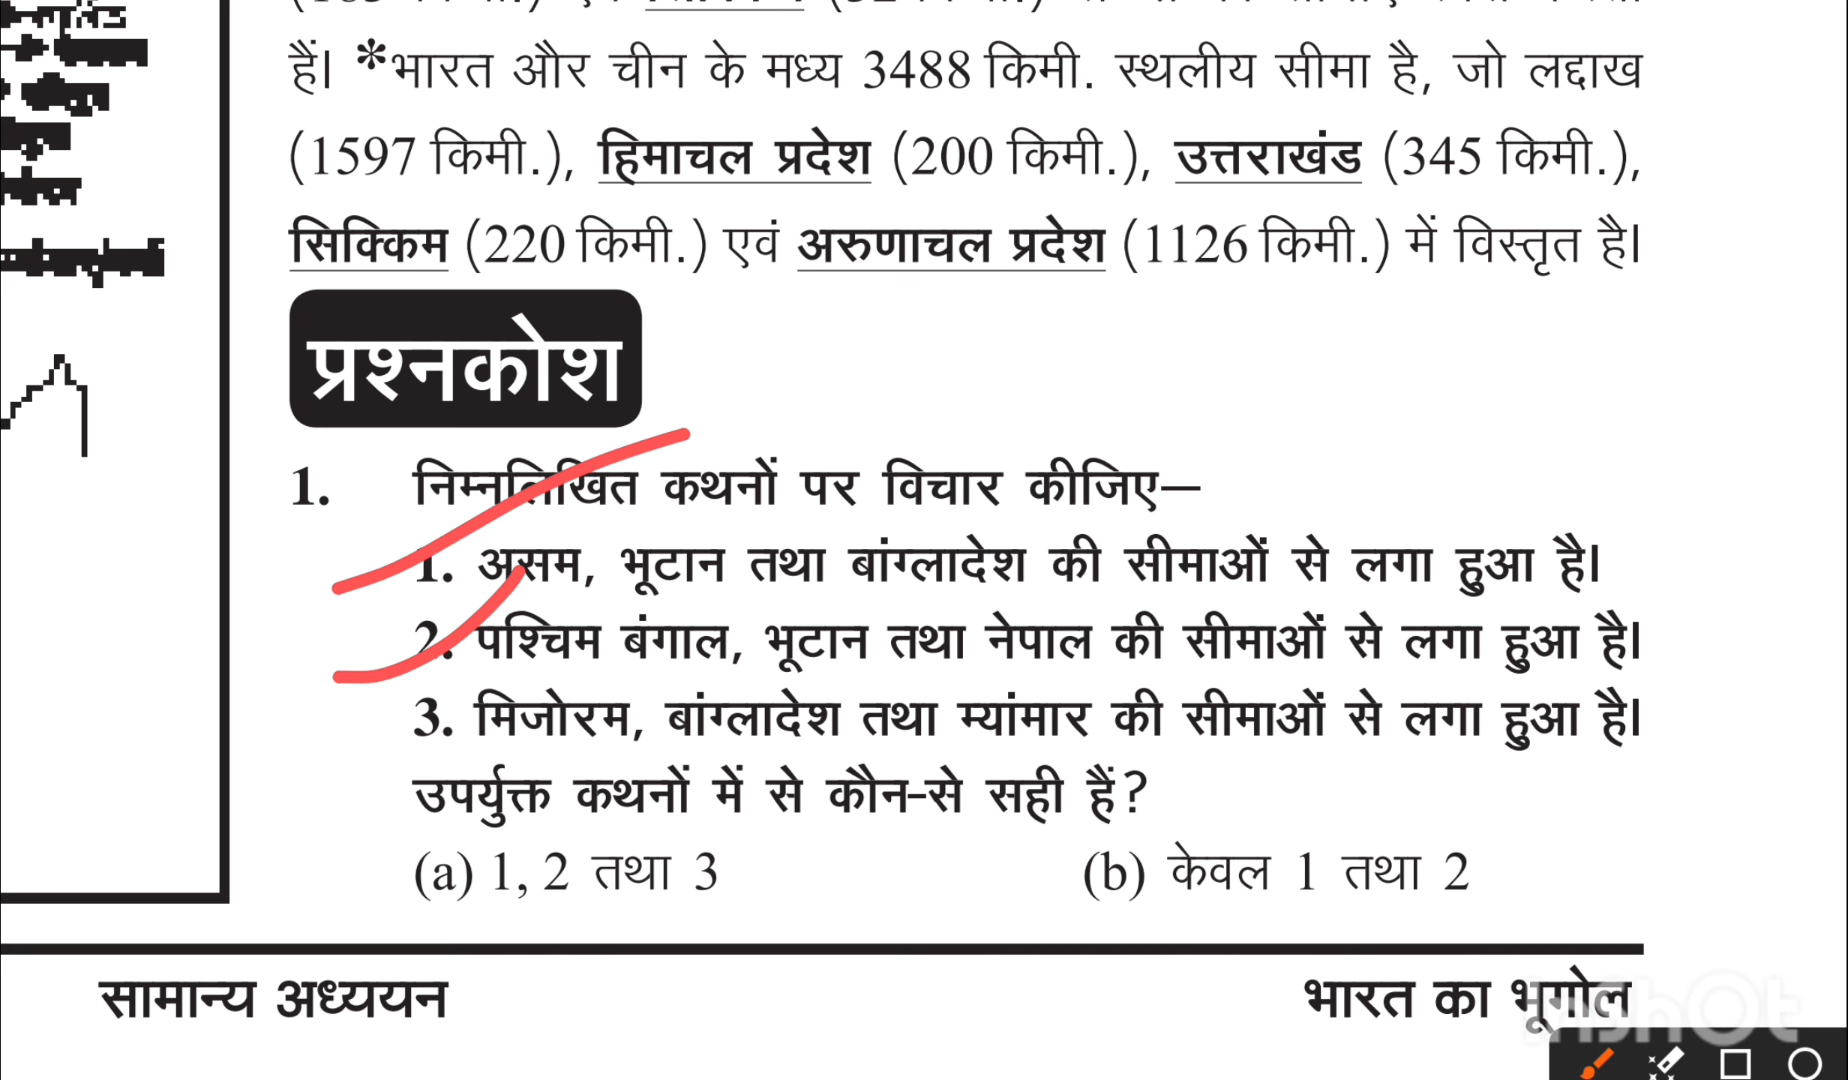 हैं। *भारत और चीन के मध्य 3488 किमी. स्थलीय सीमा है, जो लद्दाख
(1597 किमी.), हिमाचल प्रदेश (200 किमी.), उत्तराखंड (345 किमी.),
सिक्किम (220 किमी.) एवं अरुणाचल प्रदेश (1126 किमी.) में विस्तृत है।
प्रश्नकोश
1. निम्नलिखित कथनों पर विचार कीजिए—
1. असम, भूटान तथा बांग्लादेश की सीमाओं से लगा हुआ है।
2. पश्चिम बंगाल, भूटान तथा नेपाल की सीमाओं से लगा हुआ है।
3. मिजोरम, बांग्लादेश तथा म्यांमार की सीमाओं से लगा हुआ है।
उपर्युक्त कथनों में से कौन-से सही हैं?
(a) 1, 2 तथा 3 (b) केवल 1 तथा 2
सामान्य अध्ययन भारत का भूगोल
InShOt